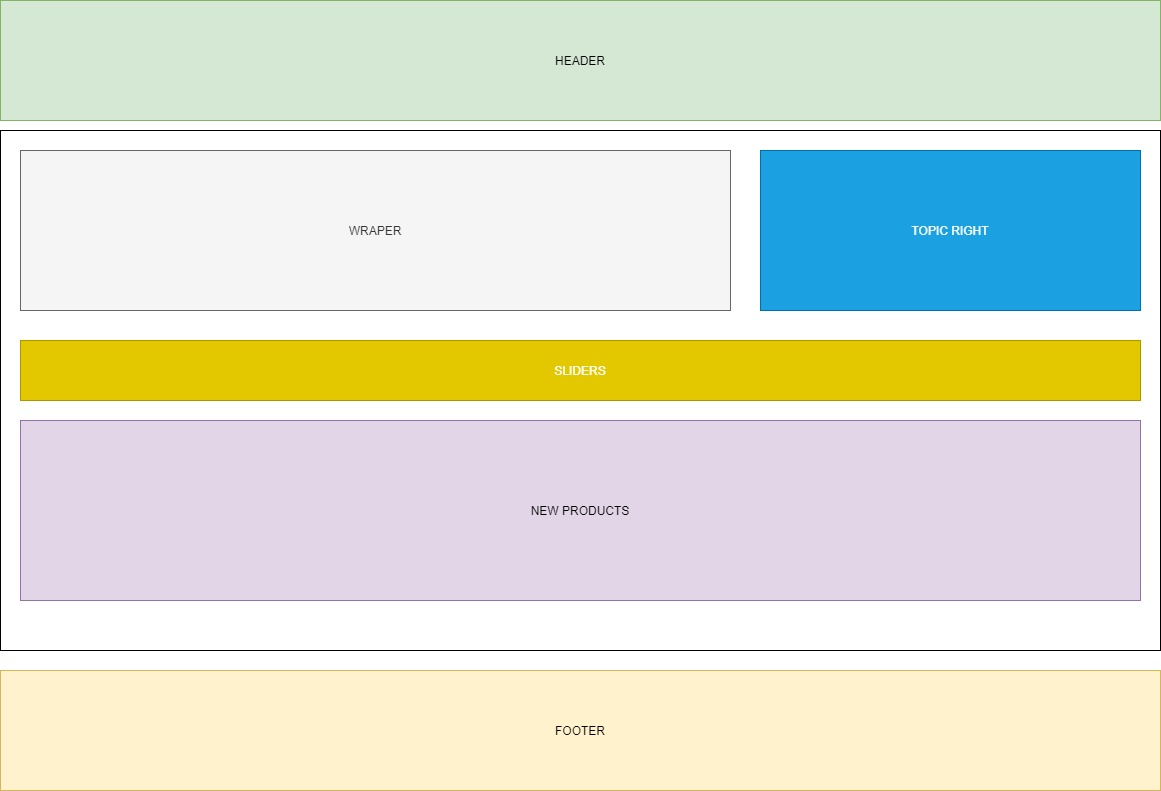 HEADER
WRAPER
TOPIC RIGHT
SLIDERS
NEW PRODUCTS
FOOTER